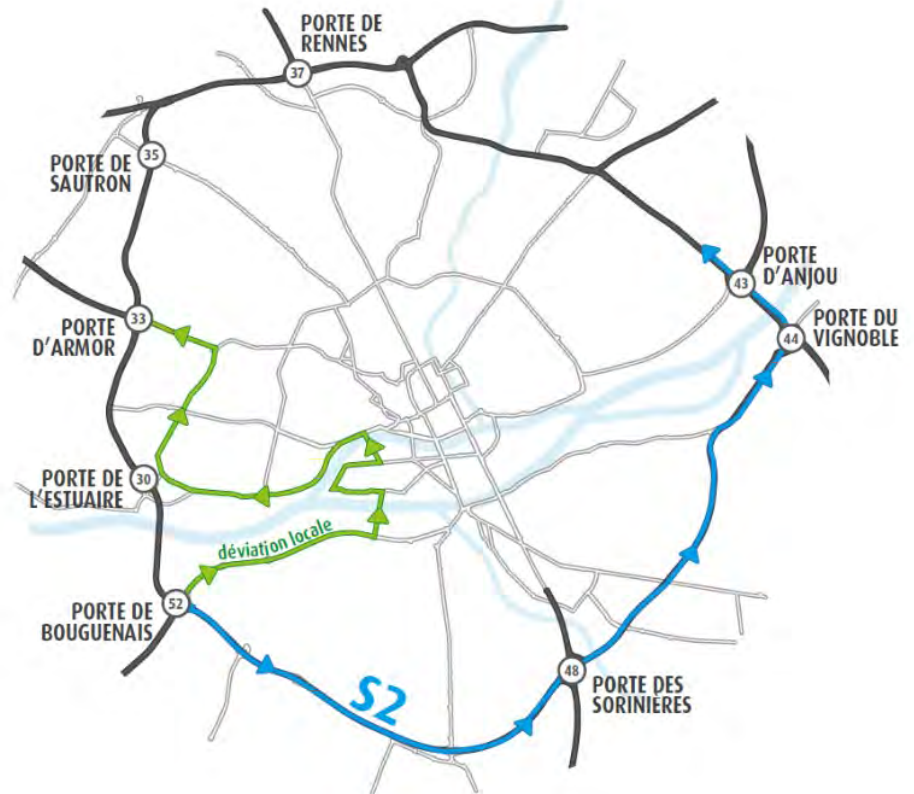 PORTE DE
RENNES
37
35
PORTE DE
SAUTRON
PORTE
D'ANJOU
43
33
PORTE
D'ARMOR
PORTE DU
VIGNOBLE
44
PORTE DE
L'ESTUAIRE
30
déviation locale
52
PORTE DE
BOUGUENAIS
S2
48
PORTE DES
SORINIÈRES